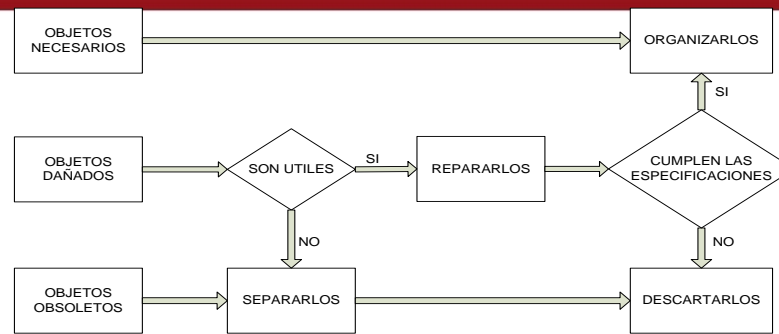 OBJETOS
NECESARIOS
ORGANIZARLOS
SI
OBJETOS
DAÑADOS
SON UTILES
SI
REPARARLOS
CUMPLEN LAS
ESPECIFICACIONES
NO
NO
OBJETOS
OBSOLETOS
SEPARARLOS
DESCARTARLOS